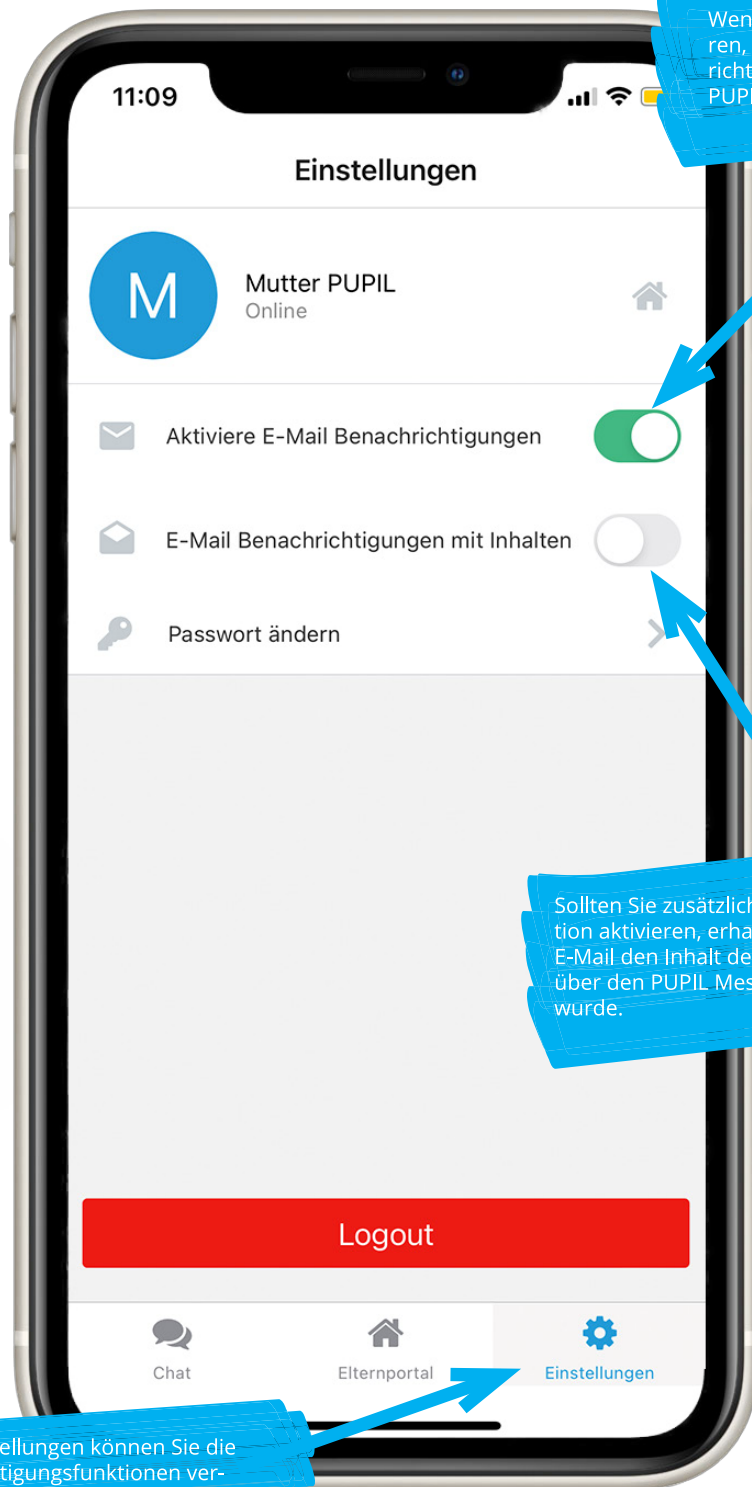 Wen
ren,
richt
PUPI
11:09
Einstellungen
M
Mutter PUPIL
Online
Aktiviere E-Mail Benachrichtigungen
E-Mail Benachrichtigungen mit Inhalten
Passwort ändern
Sollten Sie zusätzlich
tion aktivieren, erha
E-Mail den Inhalt de
über den PUPIL Mes
wurde.
Logout
Chat
Elternportal
Einstellungen
ellungen können Sie die
tigungsfunktionen ver-